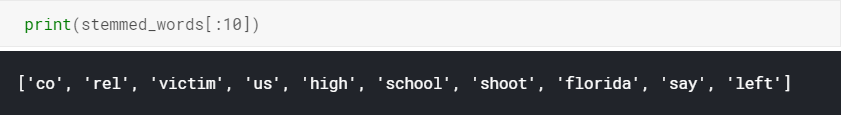 print(stemmed_words[:10])
['co', 'rel', 'victim', 'us', 'high', 'school', 'shoot', 'florida', 'say', 'left']